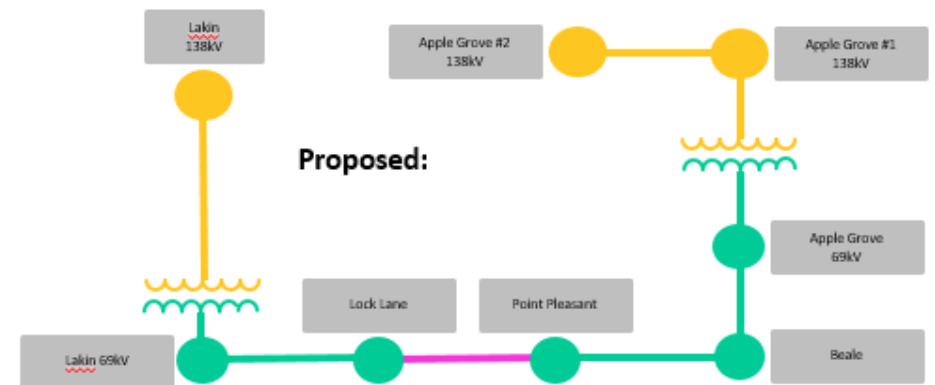 Lakin
138kV
Apple Grove #2
138kV
Apple Grove #1
138kV
Proposed:
Apple Grove
69kV
Lock Lane
Point Pleasant
Lakin 69kV
Beale